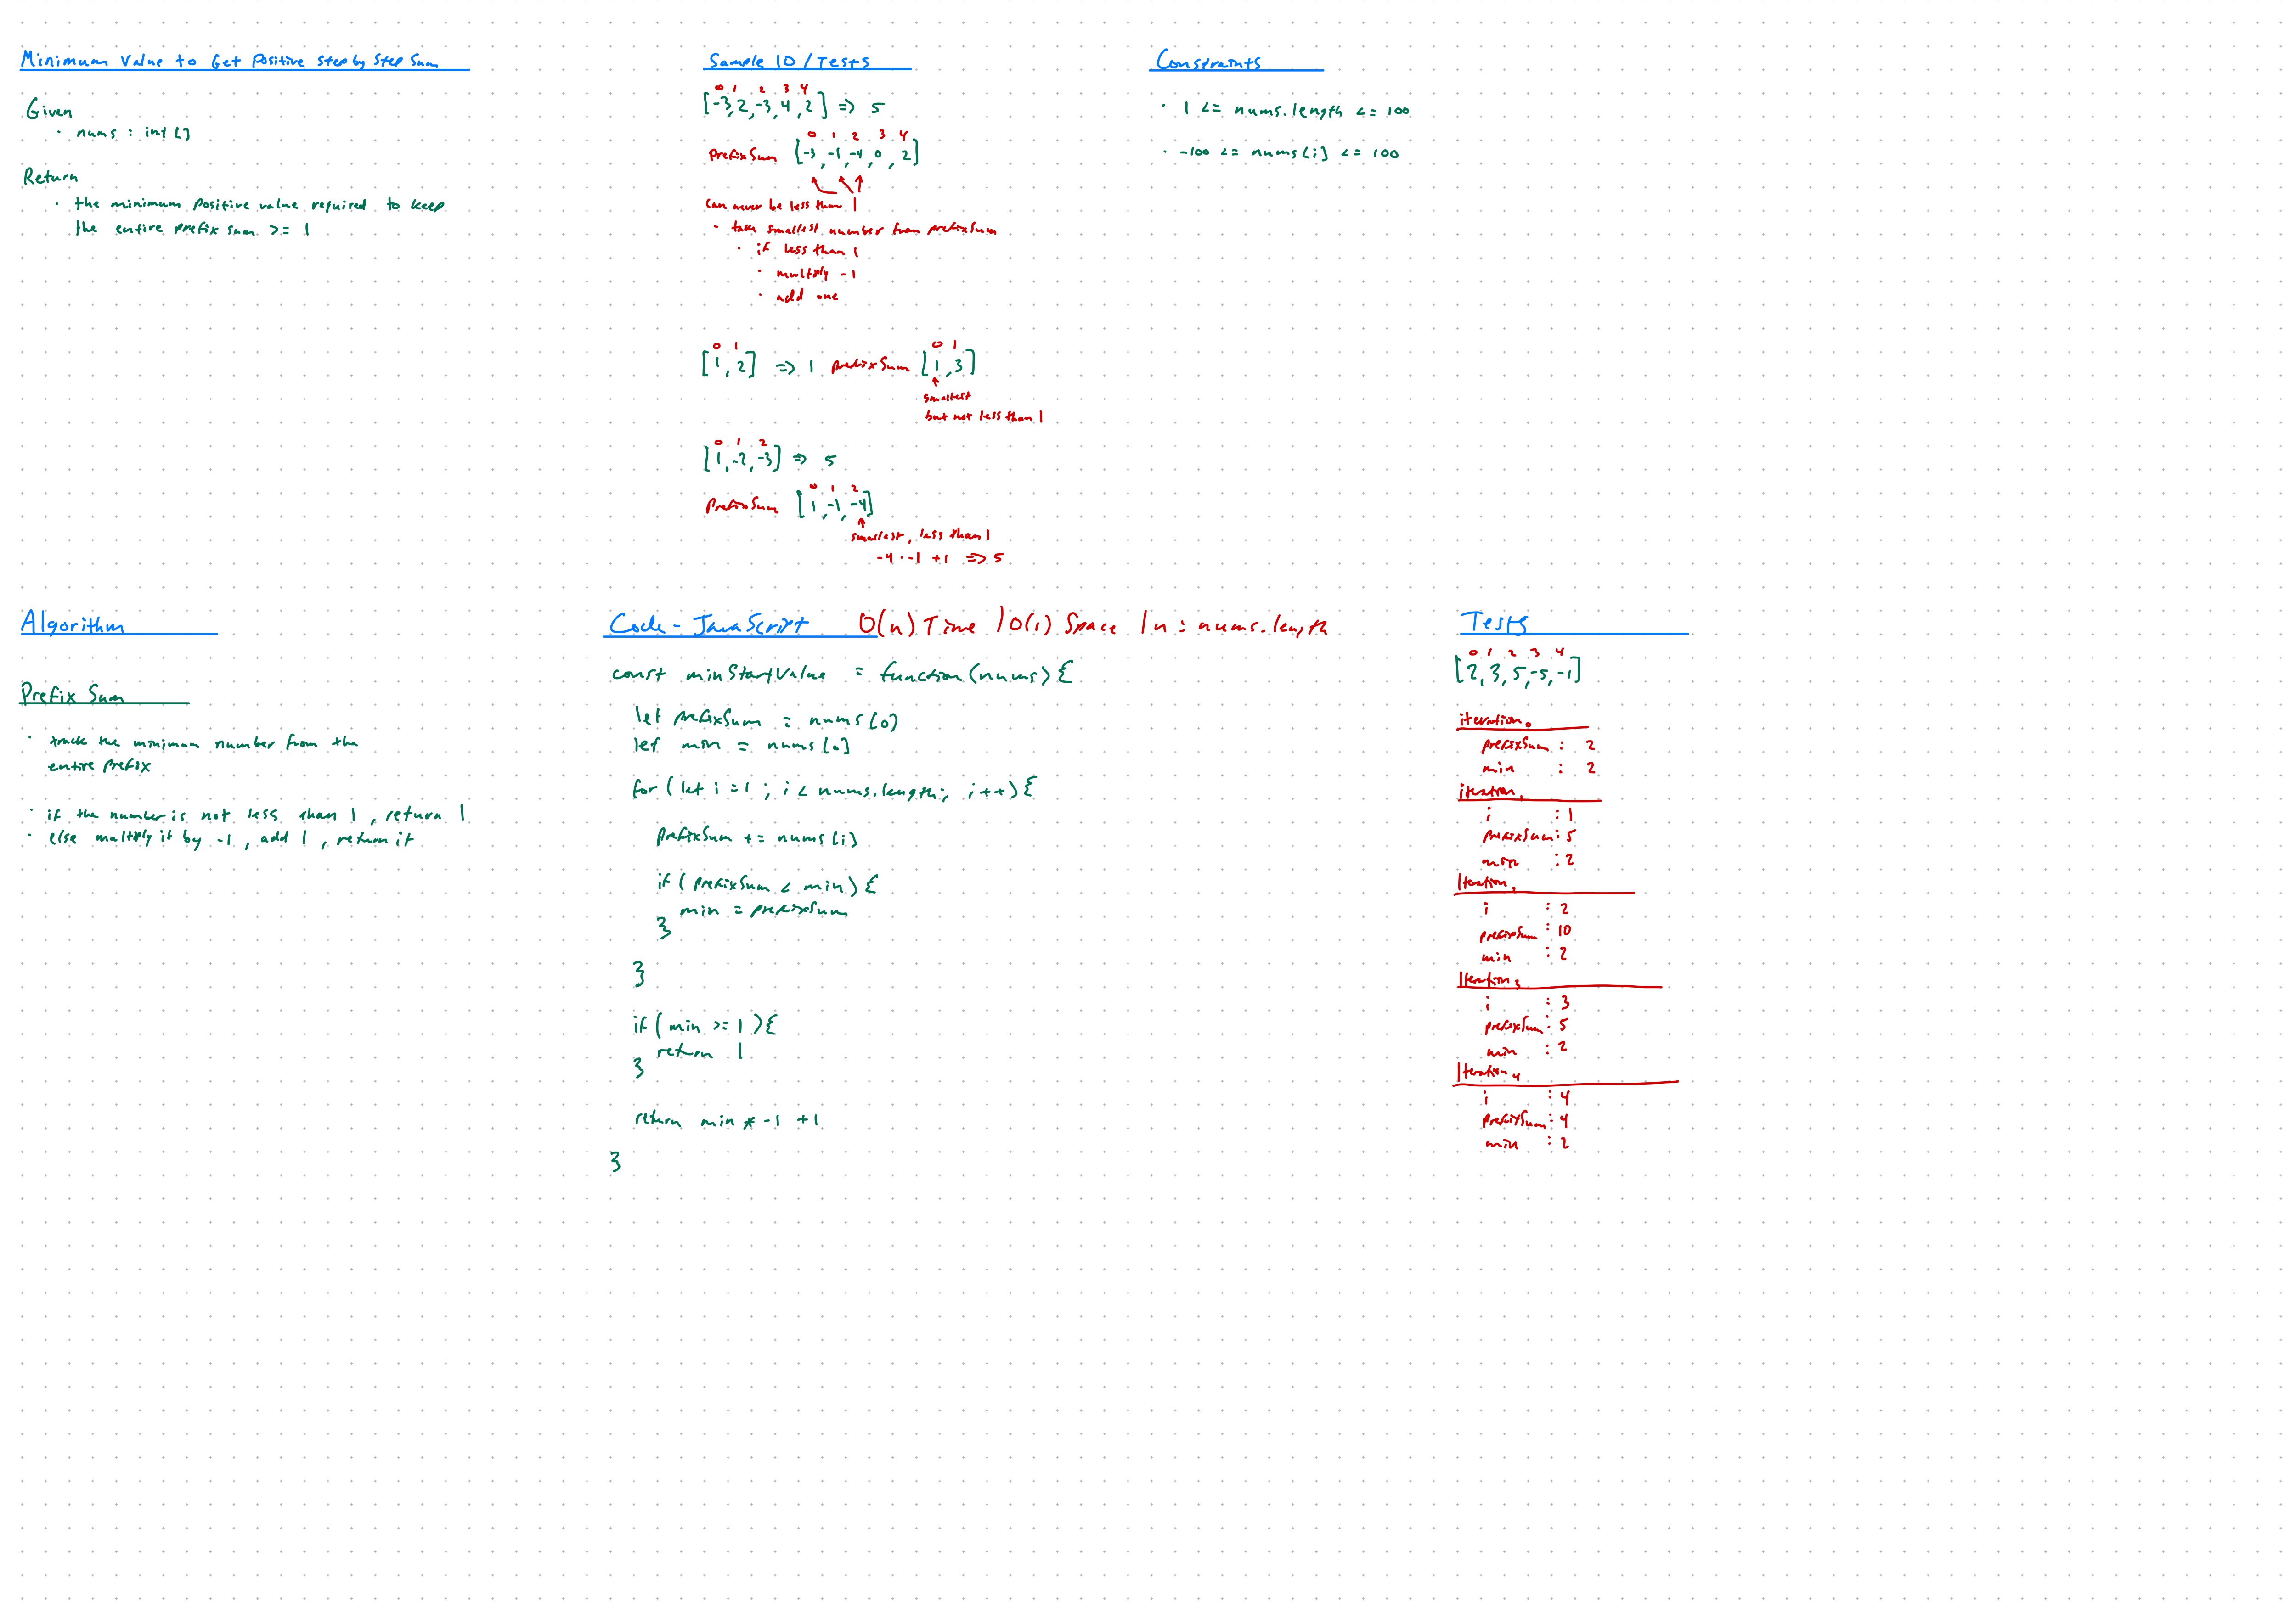 Minimum Value to Get Positive Step by Step Sum
Given
· nums : int []
Return
· the minimum positive value required to keep
the entire prefix sum >= 1
Sample IO / Tests
0 1 2 3 4
[-3, 2, -3, 4, 2] => 5
0 1 2 3 4
prefixSum [-3, -1, -4, 0, 2]
can never be less than 1
- take smallest number from prefixSum
· if less than 1
· multiply -1
· add one
0 1 0 1
[1, 2] => 1 prefixSum [1, 3]
smallest
but not less than 1
0 1 2
[1, -2, -3] => 5
0 1 2
prefixSum [1, -1, -4]
smallest, less than 1
-4 · -1 +1 => 5
Constraints
· 1 <= nums.length <= 100
· -100 <= nums[i] <= 100
Algorithm
Prefix Sum
· track the minimum number from the
entire prefix
· if the number is not less than 1, return 1
· else multiply it by -1, add 1, return it
Code - JavaScript O(n) Time | O(1) Space | n = nums.length
const minStartValue = function(nums){
let prefixSum = nums[0]
let min = nums[0]
for (let i = 1; i < nums.length; i++){
prefixSum += nums[i]
if (prefixSum < min){
min = prefixSum
}
}
if (min >= 1){
return 1
}
return min * -1 +1
}
Tests
0 1 2 3 4
[2, 3, 5, -5, -1]
iteration0
prefixSum : 2
min : 2
iteration1
i : 1
prefixSum : 5
min : 2
Iteration2
i : 2
prefixSum : 10
min : 2
Iteration3
i : 3
prefixSum : 5
min : 2
Iteration4
i : 4
prefixSum : 4
min : 2